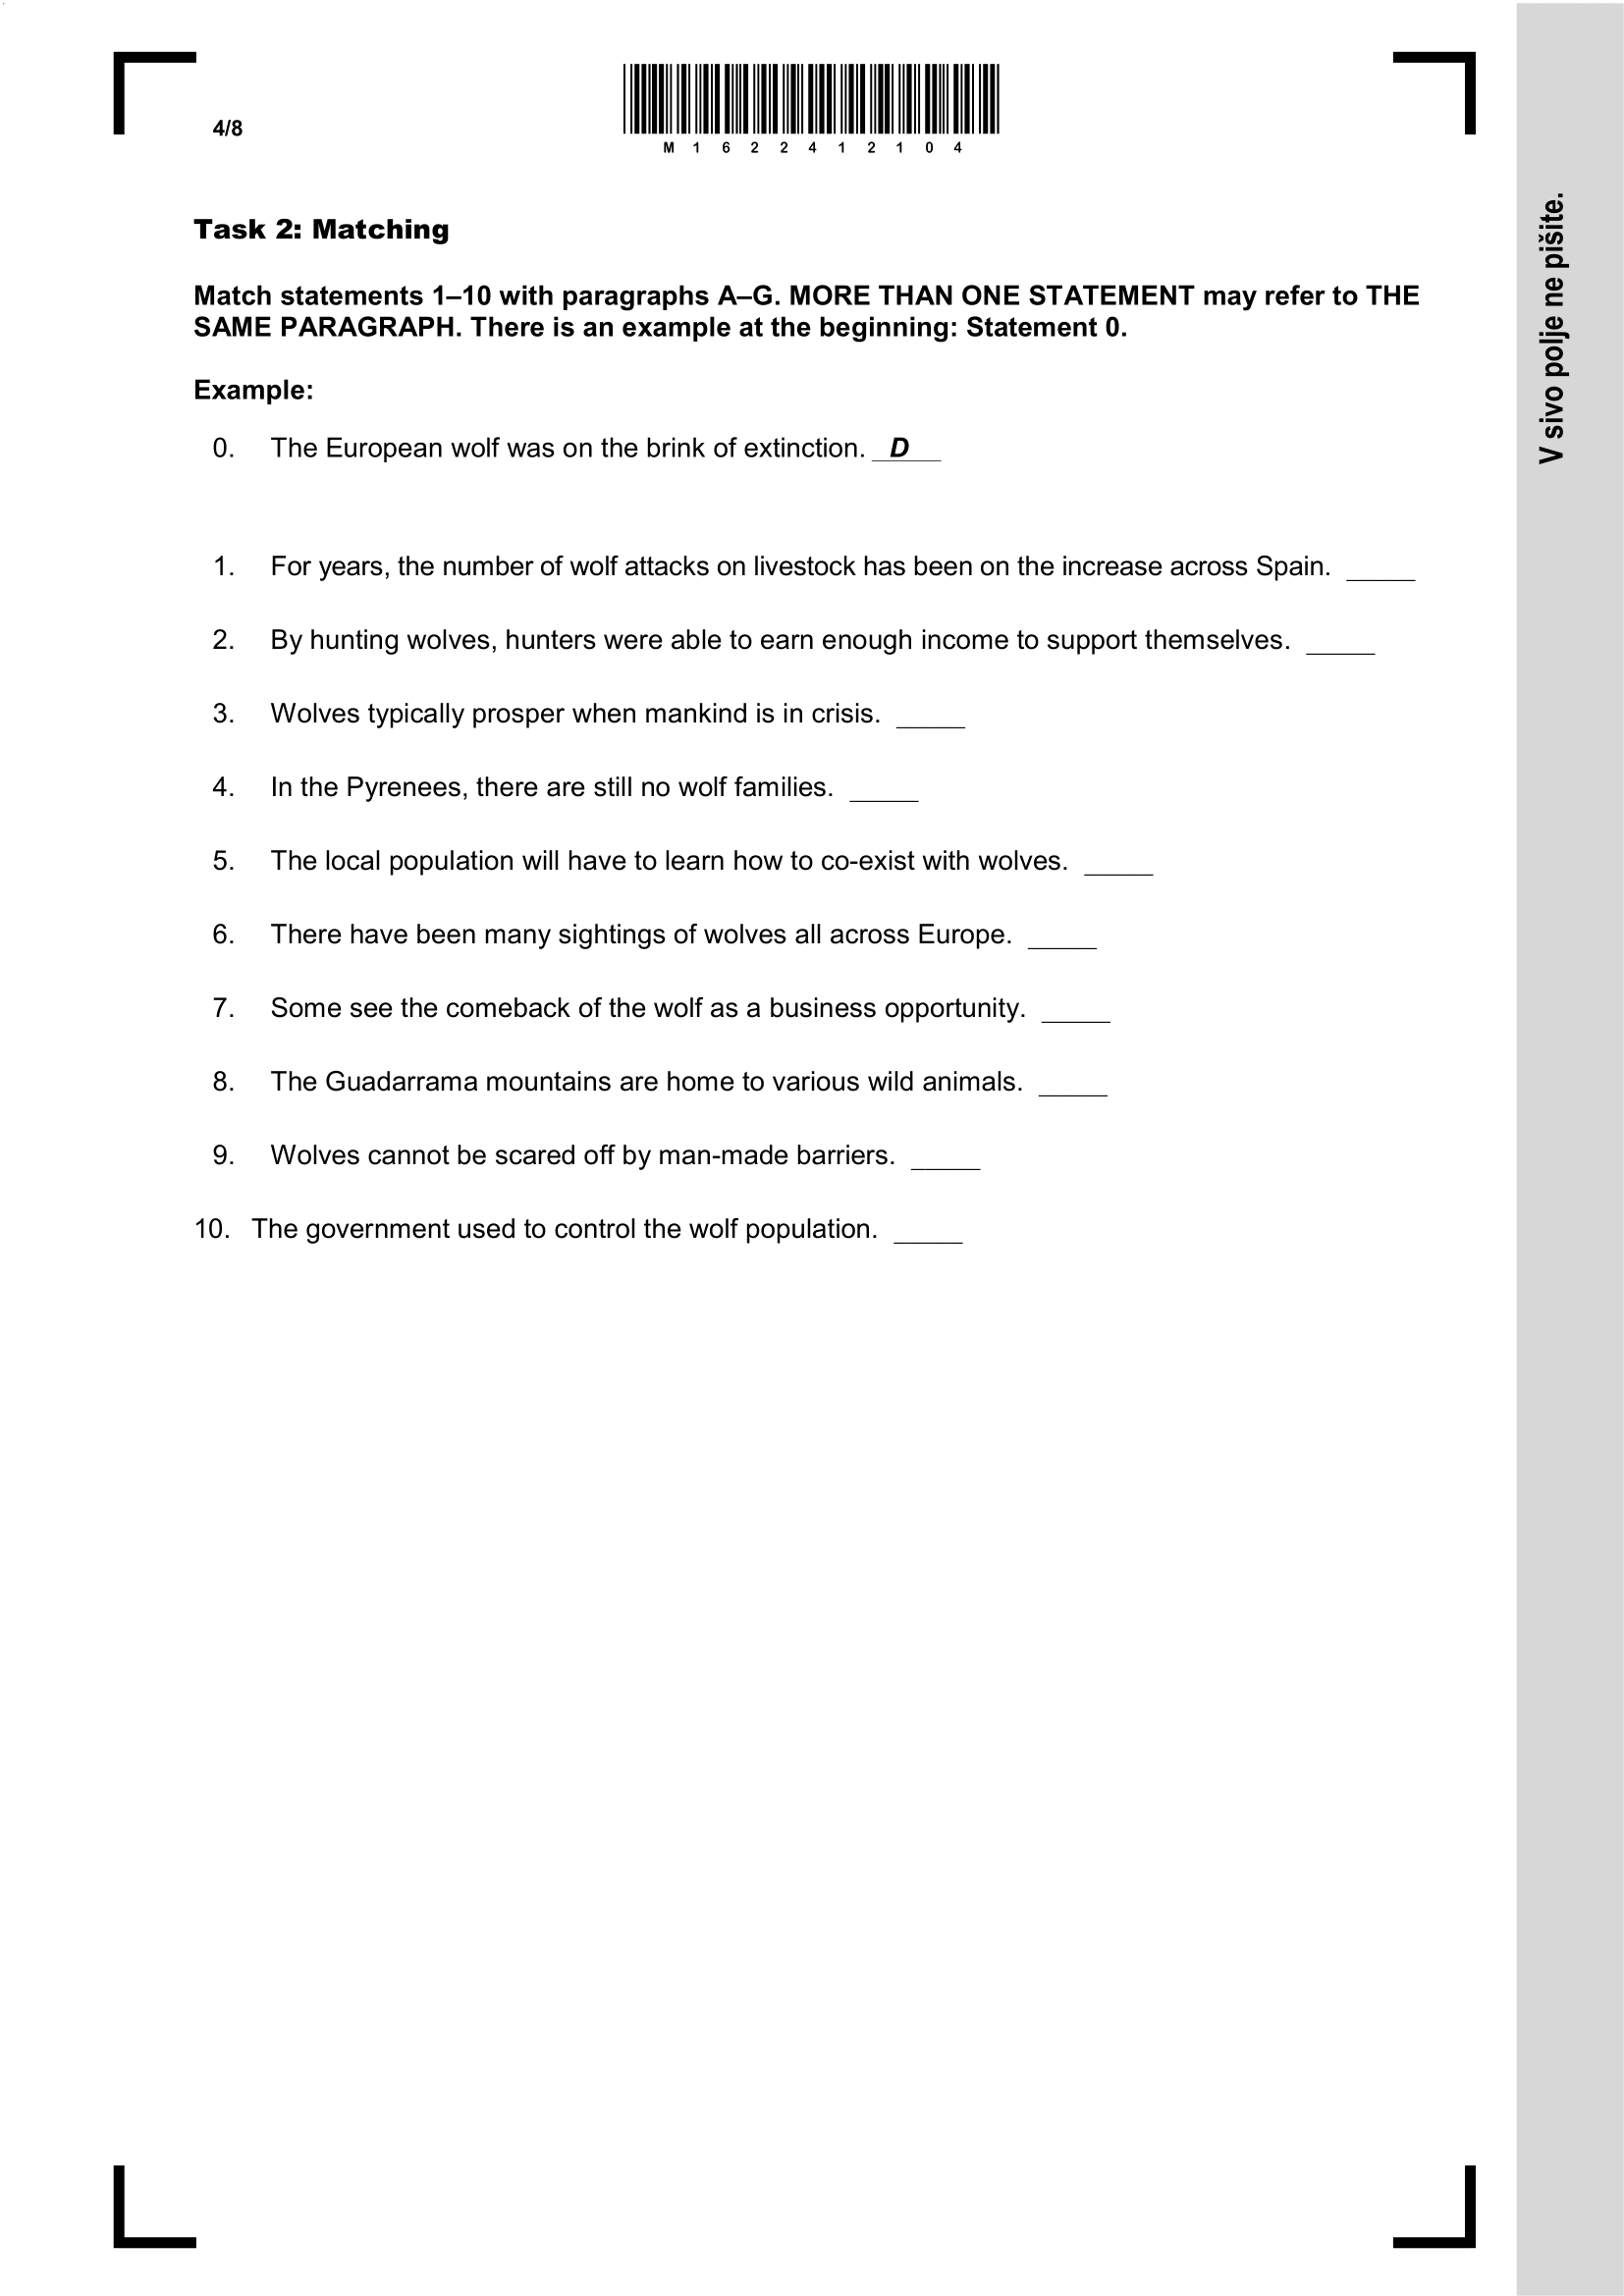 4/8
M 1 6 2 2 4 1 2 1 0 4
V sivo polje ne pišite.
Task 2: Matching
Match statements 1–10 with paragraphs A–G. MORE THAN ONE STATEMENT may refer to THE
SAME PARAGRAPH. There is an example at the beginning: Statement 0.
Example:
0. The European wolf was on the brink of extinction. __D__
1. For years, the number of wolf attacks on livestock has been on the increase across Spain. _____
2. By hunting wolves, hunters were able to earn enough income to support themselves. _____
3. Wolves typically prosper when mankind is in crisis. _____
4. In the Pyrenees, there are still no wolf families. _____
5. The local population will have to learn how to co-exist with wolves. _____
6. There have been many sightings of wolves all across Europe. _____
7. Some see the comeback of the wolf as a business opportunity. _____
8. The Guadarrama mountains are home to various wild animals. _____
9. Wolves cannot be scared off by man-made barriers. _____
10. The government used to control the wolf population. _____